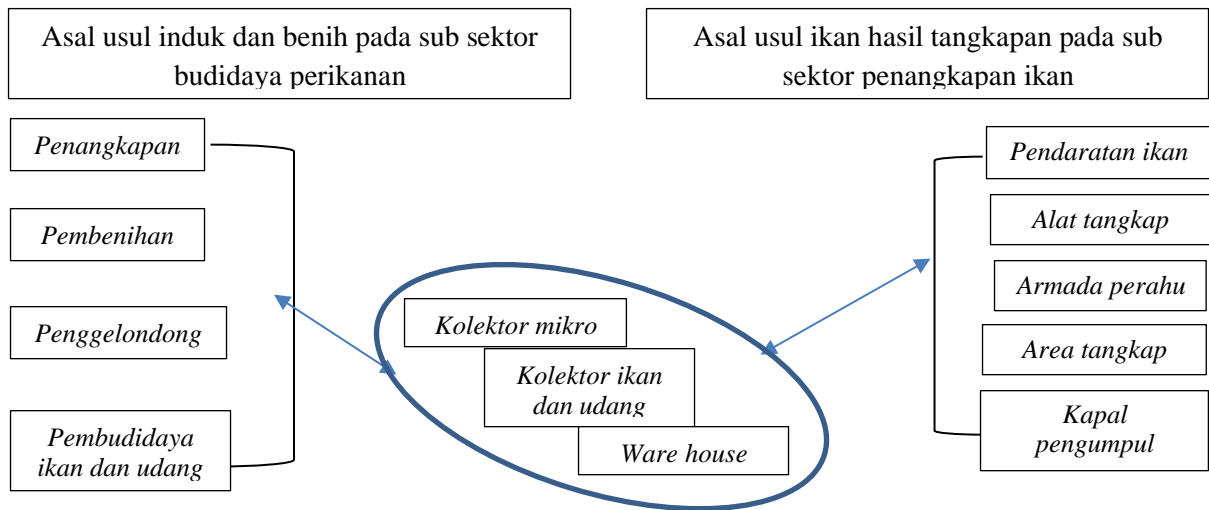 Asal usul induk dan benih pada sub sektor
budidaya perikanan
Asal usul ikan hasil tangkapan pada sub
sektor penangkapan ikan
Penangkapan
Pembenihan
Penggelondong
Pembudidaya
ikan dan udang
Kolektor mikro
Kolektor ikan
dan udang
Ware house
Pendaratan ikan
Alat tangkap
Armada perahu
Area tangkap
Kapal
pengumpul